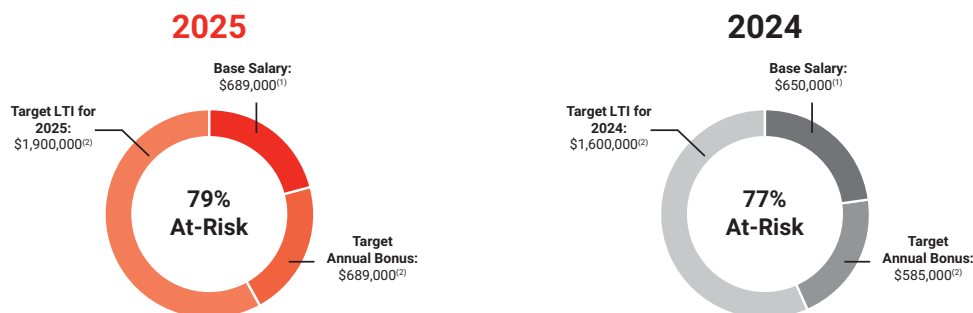 2025
Base Salary:
$689,000(1)
Target LTI for
2025:
$1,900,000(2)
79%
At-Risk
Target
Annual Bonus:
$689,000(2)
2024
Base Salary:
$650,000(1)
Target LTI for
2024:
$1,600,000(2)
77%
At-Risk
Target
Annual Bonus:
$585,000(2)